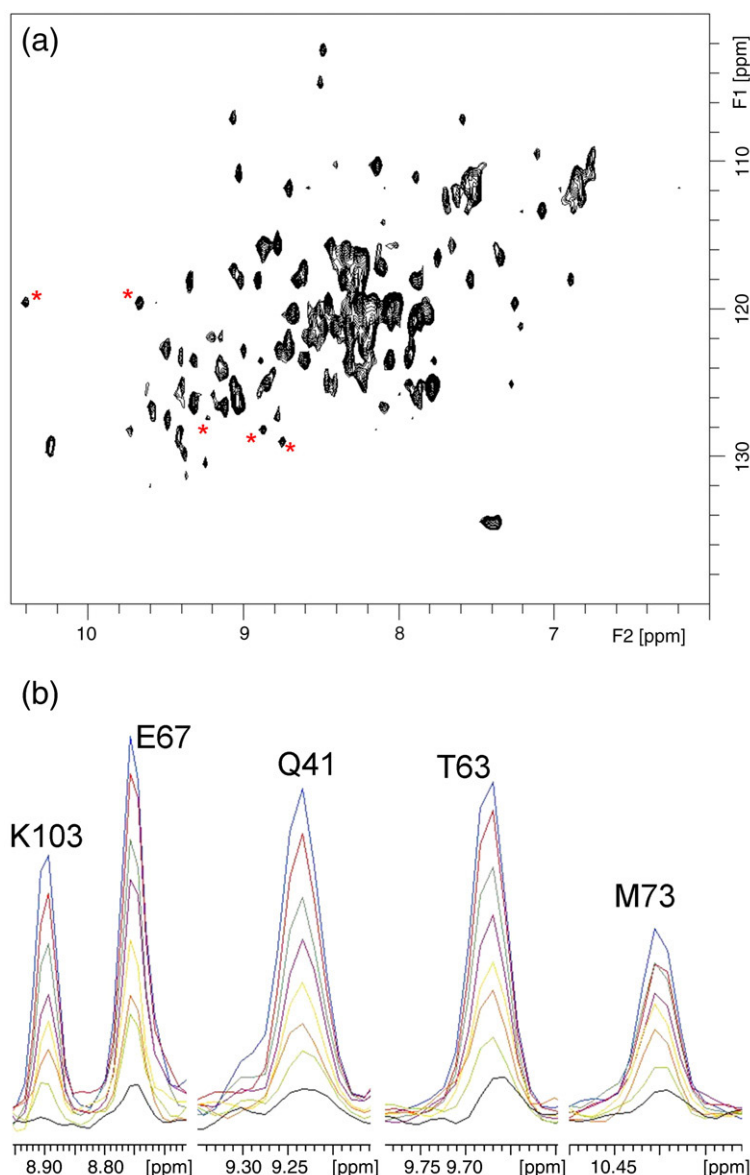 (a)
F1 [ppm]
110
120
130
* *
* * *
10 9 8 7 F2 [ppm]
(b)
E67
Q41
T63
K103
M73
8.90 8.80 [ppm] 9.30 9.25 [ppm] 9.75 9.70 [ppm] 10.45 [ppm]